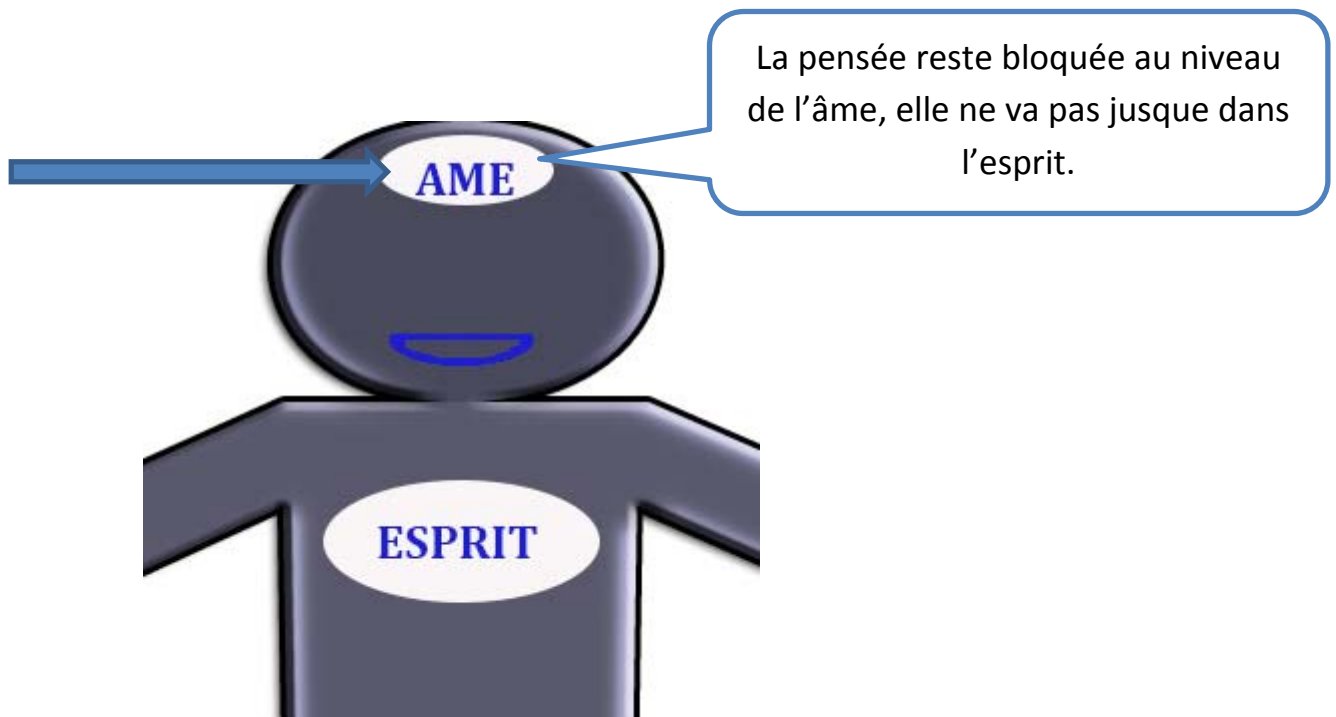 La pensée reste bloquée au niveau
de l’âme, elle ne va pas jusque dans
l’esprit.
AME
ESPRIT